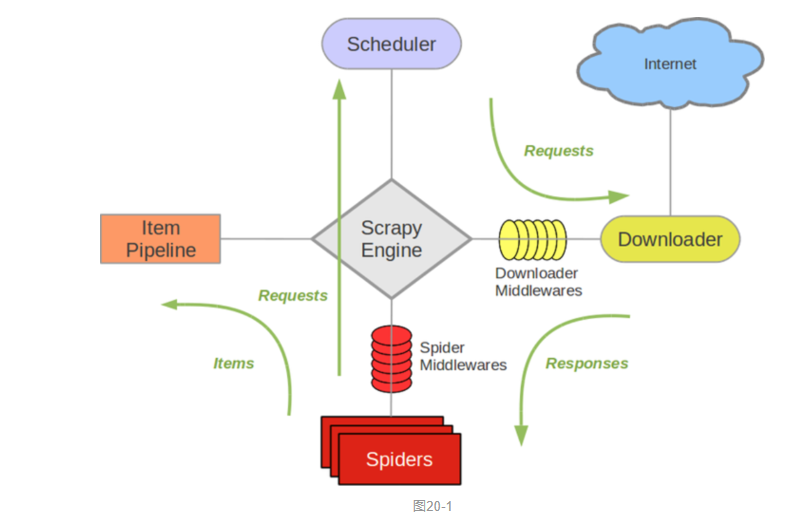 Scheduler
Internet
Requests
Item
Pipeline
Scrapy
Engine
Downloader
Downloader
Middlewares
Requests
Items
Spider
Middlewares
Responses
Spiders
图20-1